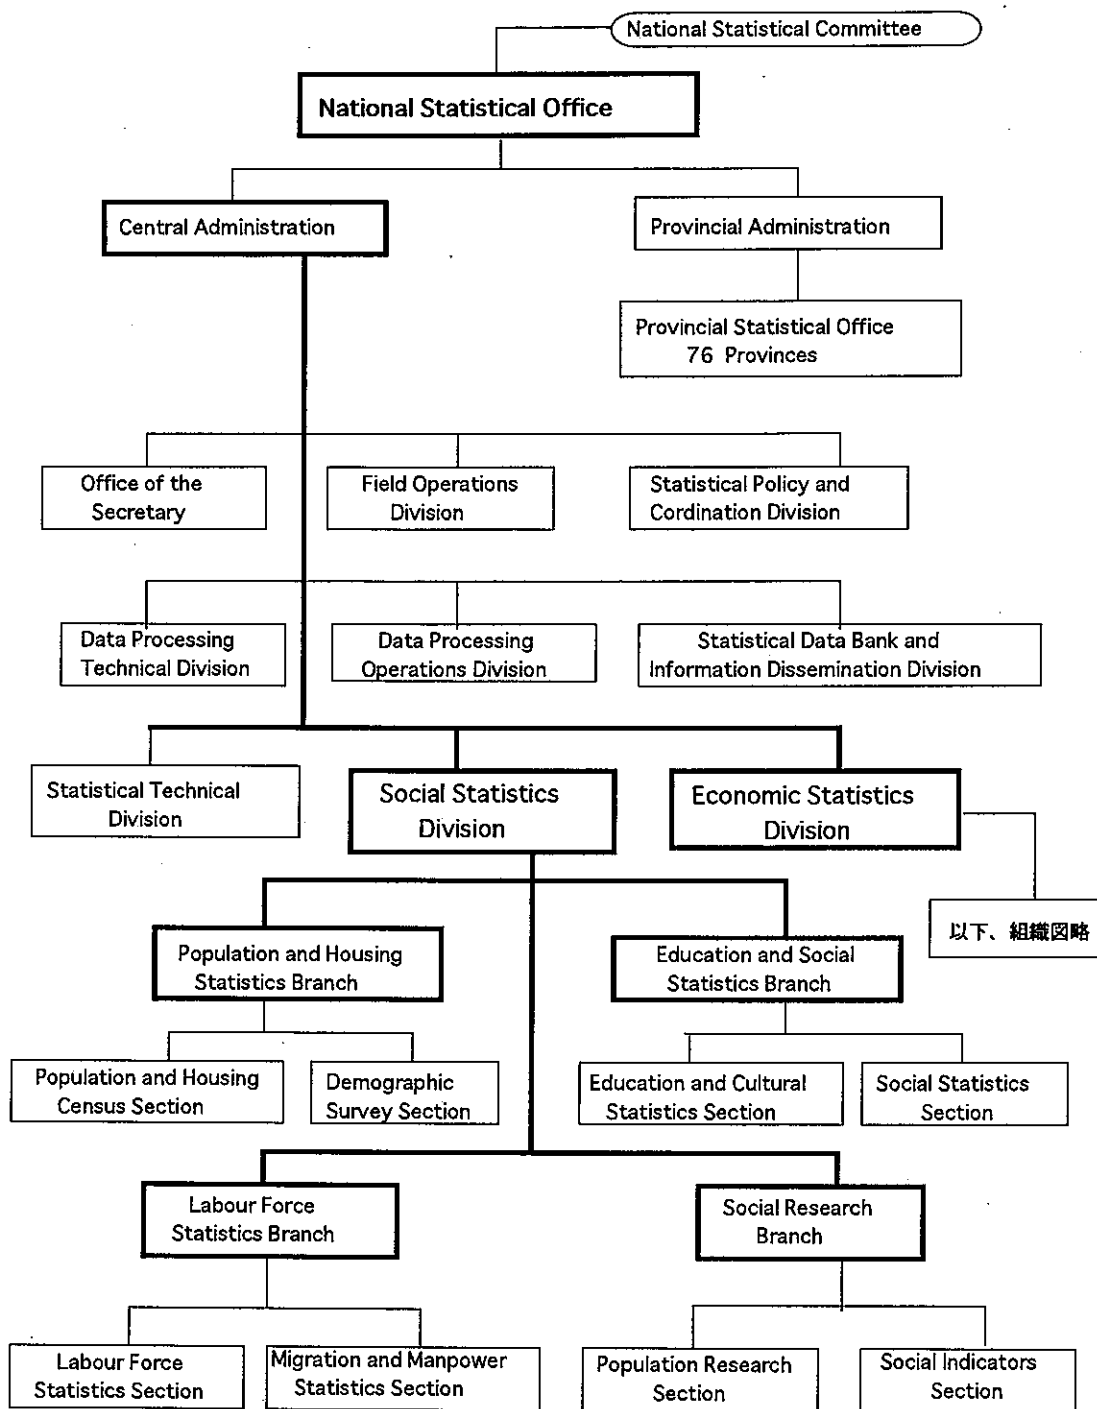 National Statistical Committee
National Statistical Office
Central Administration
Provincial Administration
Provincial Statistical Office
76 Provinces
Office of the
Secretary
Field Operations
Division
Statistical Policy and
Cordination Division
Data Processing
Technical Division
Data Processing
Operations Division
Statistical Data Bank and
Information Dissemination Division
Statistical Technical
Division
Social Statistics
Division
Economic Statistics
Division
以下、組織図略
Population and Housing
Statistics Branch
Education and Social
Statistics Branch
Population and Housing
Census Section
Demographic
Survey Section
Education and Cultural
Statistics Section
Social Statistics
Section
Labour Force
Statistics Branch
Social Research
Branch
Labour Force
Statistics Section
Migration and Manpower
Statistics Section
Population Research
Section
Social Indicators
Section